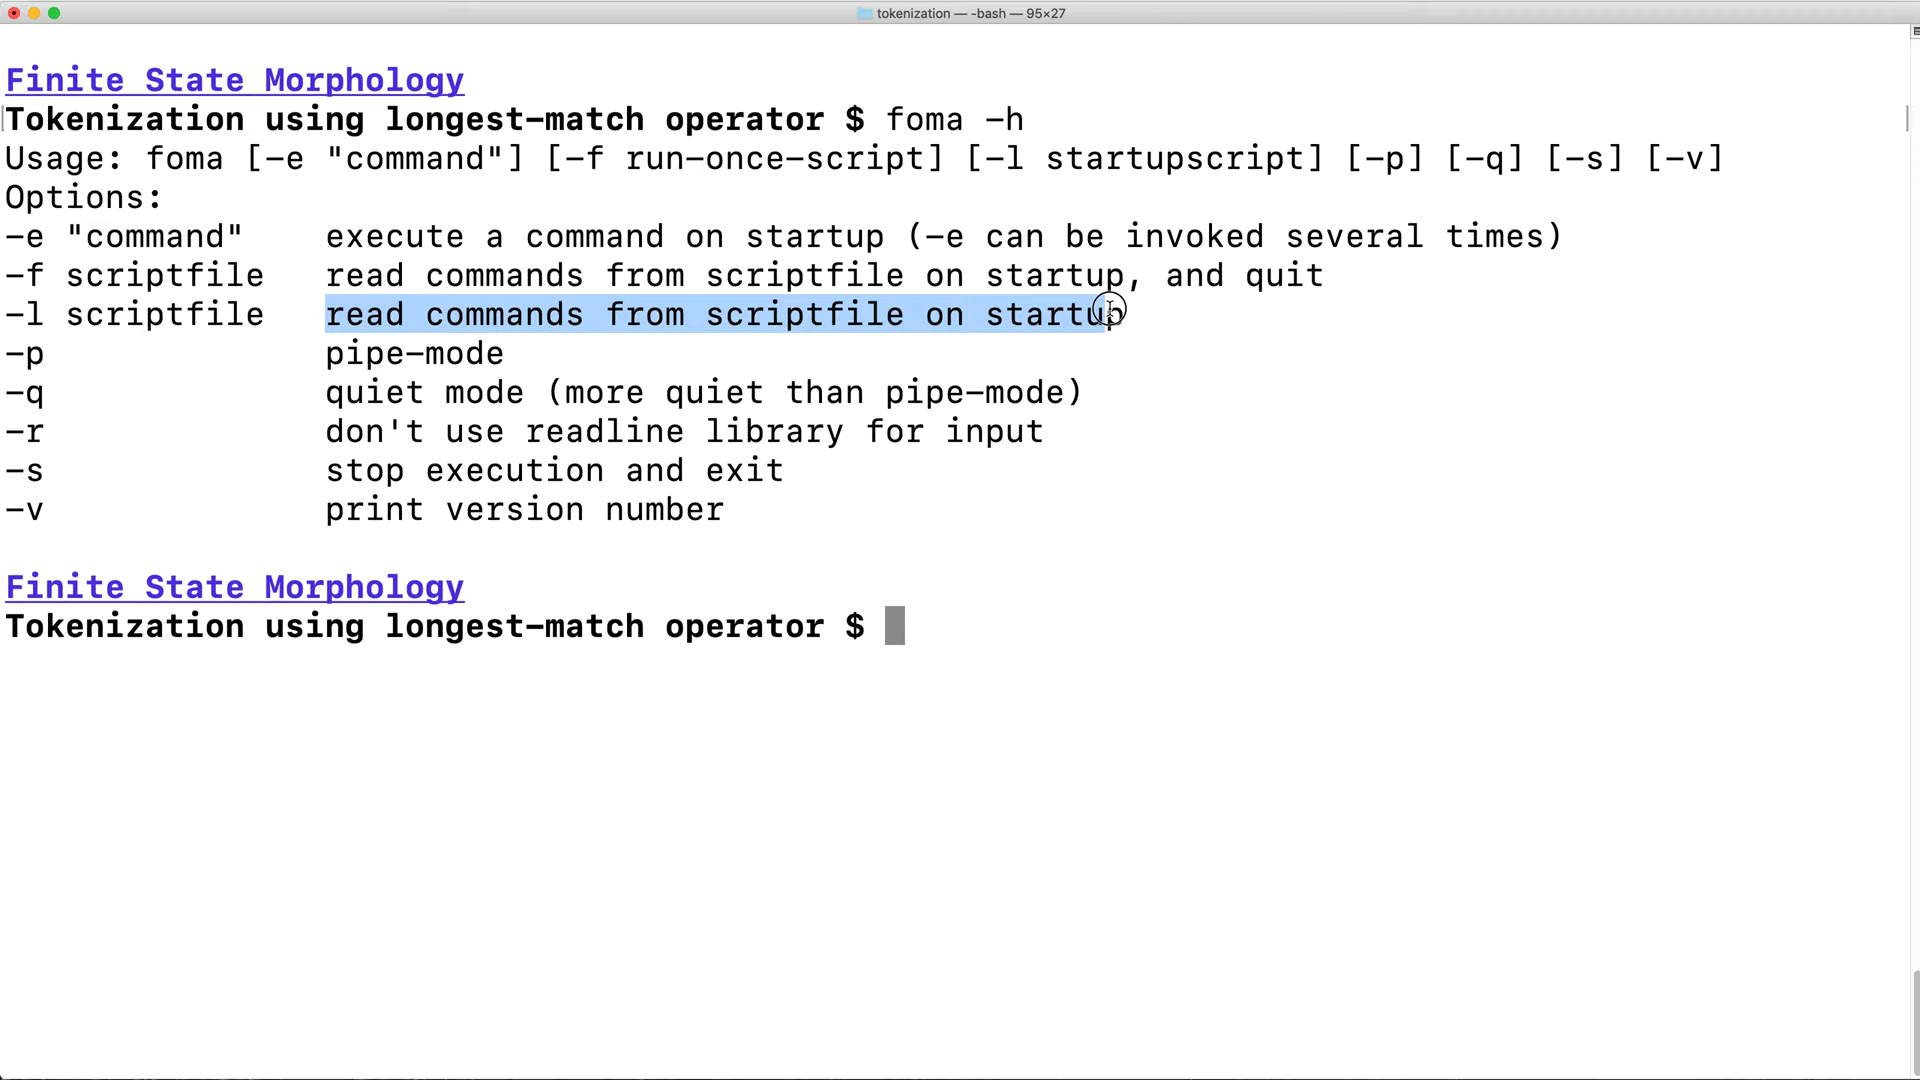 tokenization — -bash — 95×27
Finite State Morphology
Tokenization using longest-match operator $ foma -h
Usage: foma [-e "command"] [-f run-once-script] [-l startupscript] [-p] [-q] [-s] [-v]
Options:
-e "command"    execute a command on startup (-e can be invoked several times)
-f scriptfile   read commands from scriptfile on startup, and quit
-l scriptfile   read commands from scriptfile on startup
-p              pipe-mode
-q              quiet mode (more quiet than pipe-mode)
-r              don't use readline library for input
-s              stop execution and exit
-v              print version number
Finite State Morphology
Tokenization using longest-match operator $